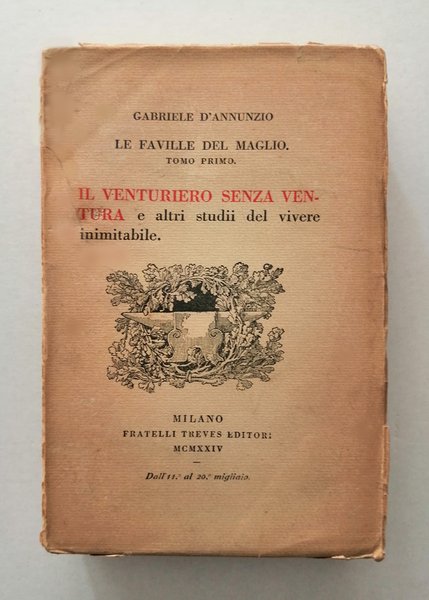 GABRIELE D'ANNUNZIO
LE FAVILLE DEL MAGLIO.
TOMO PRIMO.
IL VENTURIERO SENZA VEN-
TURA e altri studii del vivere
inimitabile.
MILANO
FRATELLI TREVES EDITORI
MCMXXIV
—
Dall'11.° al 20.° migliaio.